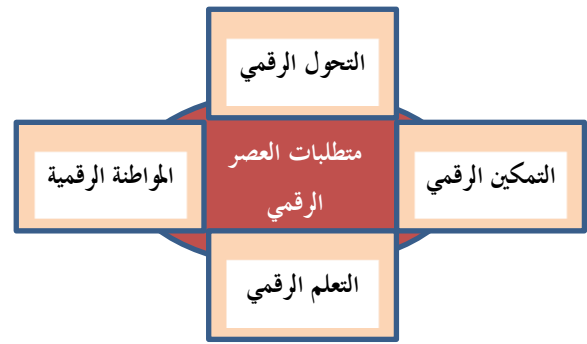 التحول الرقمي
متطلبات العصر
الرقمي
التمكين الرقمي
المواطنة الرقمية
التعلم الرقمي